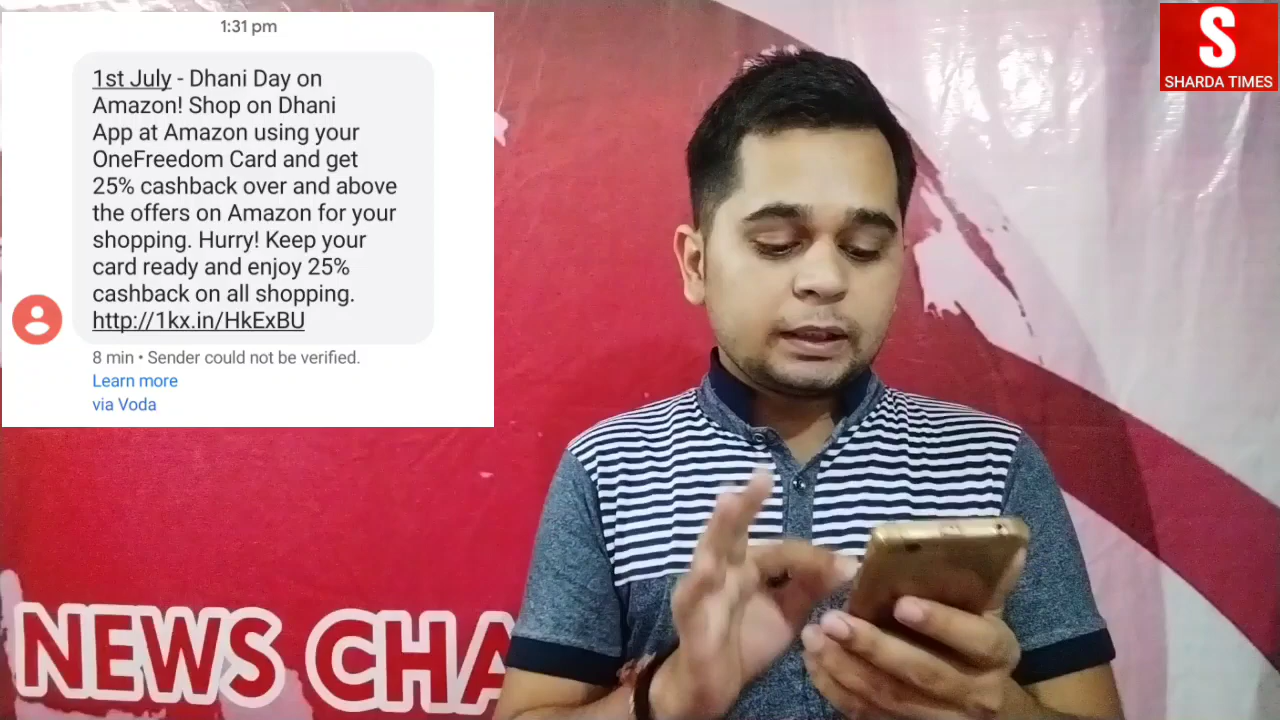 1:31 pm
1st July - Dhani Day on
Amazon! Shop on Dhani
App at Amazon using your
OneFreedom Card and get
25% cashback over and above
the offers on Amazon for your
shopping. Hurry! Keep your
card ready and enjoy 25%
cashback on all shopping.
http://1kx.in/HkExBU
8 min • Sender could not be verified.
Learn more
via Voda
S
SHARDA TIMES
NEWS CHA